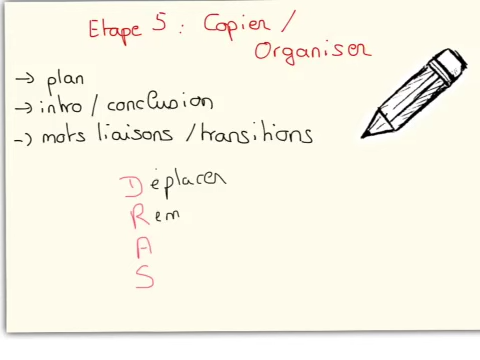 Etape 5 : Copier /
Organiser
→ plan
→ intro / conclusion
→ mots liaisons / transitions
Déplacer
Rem
A
S